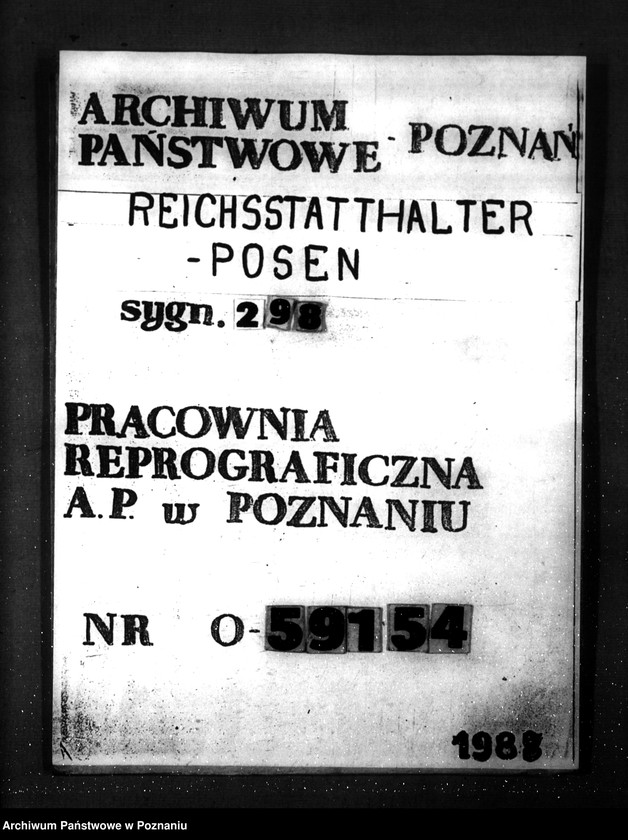 ARCHIWUM
PAŃSTWOWE - POZNAŃ
REICHSSTATTHALTER
-POSEN
sygn. 298
PRACOWNIA
REPROGRAFICZNA
A.P. w POZNANIU
NR O-59154
Archiwum Państwowe w Poznaniu